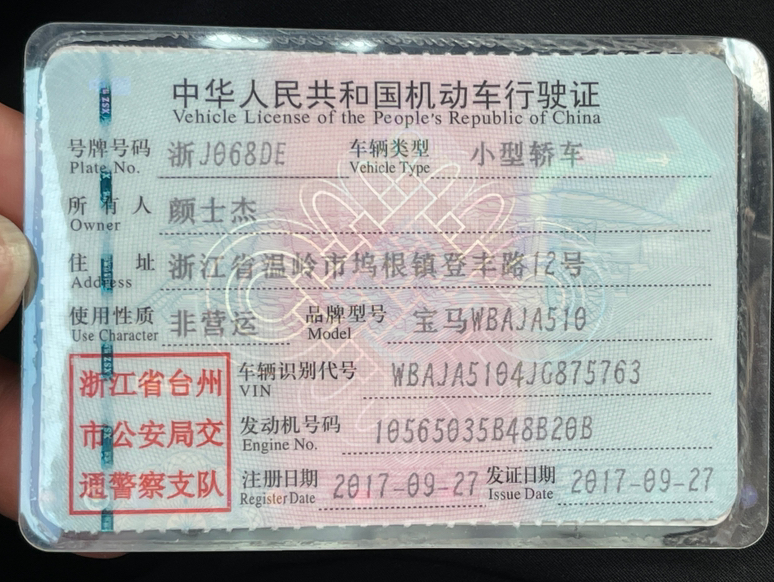 中华人民共和国机动车行驶证
Vehicle License of the People's Republic of China
号牌号码 浙J068DE 车辆类型 小型轿车
Plate No. Vehicle Type
所有人 颜士杰
Owner
住址 浙江省温岭市坞根镇登丰路12号
Address
使用性质 非营运 品牌型号 宝马WBAJA510
Use Character Model
浙江省台州
市公安局交
通警察支队
车辆识别代号 WBAJA5104JG875763
VIN
发动机号码 10565035B48B20B
Engine No.
注册日期 2017-09-27 发证日期 2017-09-27
Register Date Issue Date